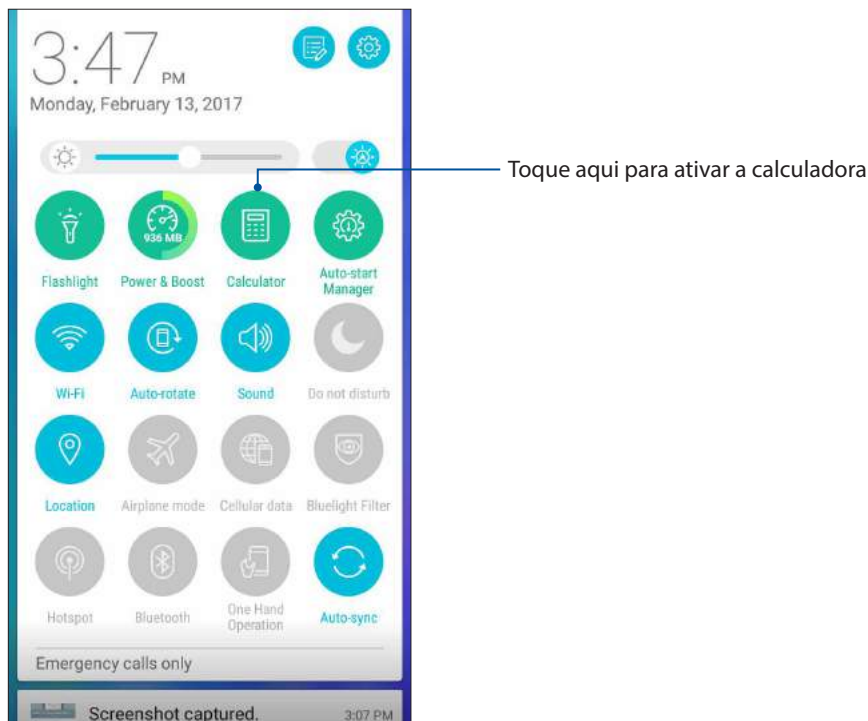 3:47 PM
Monday, February 13, 2017
Toque aqui para ativar a calculadora
936 MB
Flashlight
Power & Boost
Calculator
Auto-start
Manager
Wi-Fi
Auto-rotate
Sound
Do not disturb
Location
Airplane mode
Cellular data
Bluelight Filter
Hotspot
Bluetooth
One Hand
Operation
Auto-sync
Emergency calls only
Screenshot captured.
3:07 PM